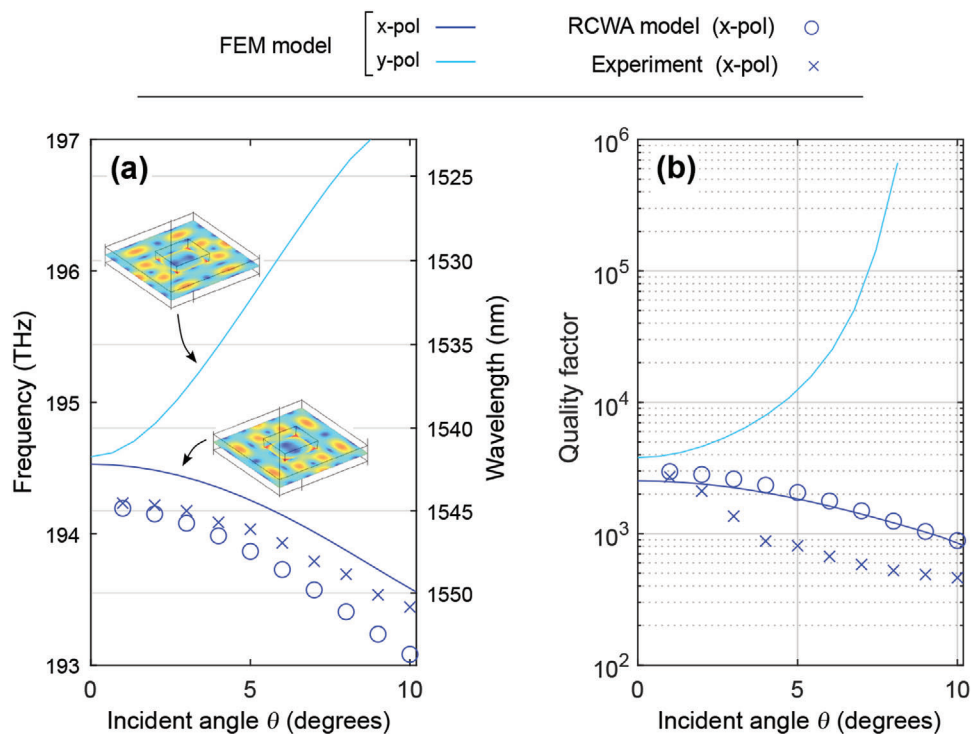 FEM model
x-pol
y-pol
RCWA model (x-pol)
Experiment (x-pol)
(a)
197
196
195
194
193
Frequency (THz)
0
5
10
Incident angle θ (degrees)
1525
1530
1535
1540
1545
1550
Wavelength (nm)
(b)
10^6
10^5
10^4
10^3
10^2
Quality factor
0
5
10
Incident angle θ (degrees)